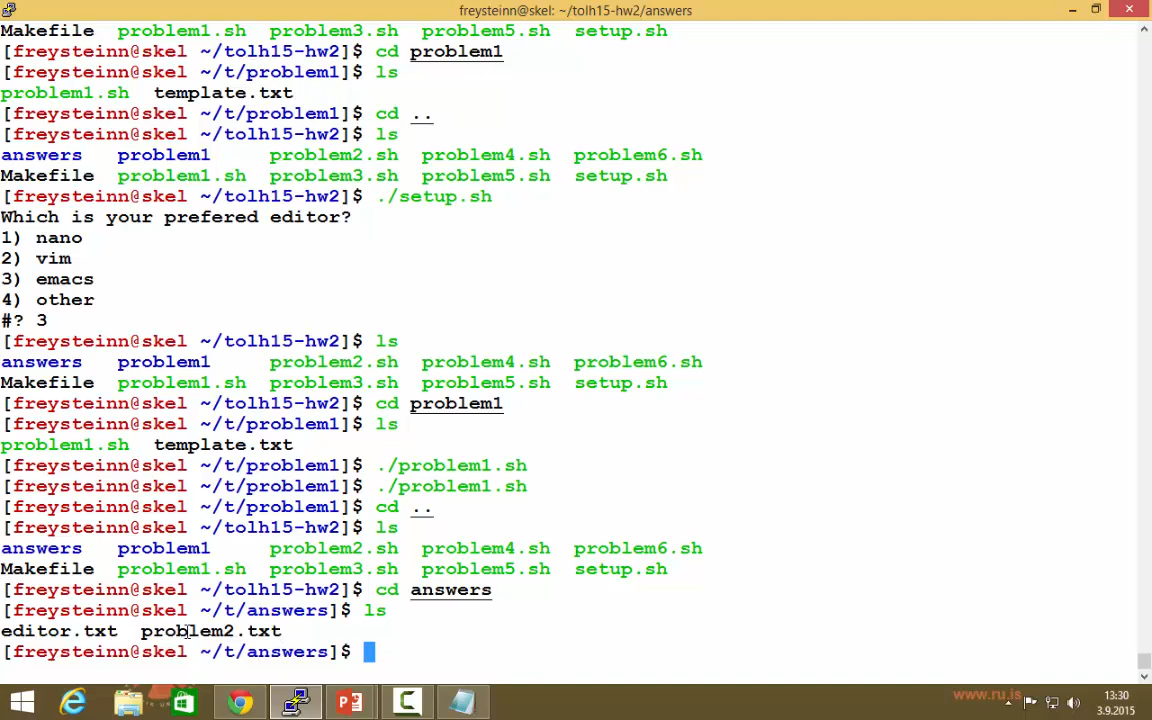 freysteinn@skel: ~/tolh15-hw2/answers
Makefile problem1.sh problem3.sh problem5.sh setup.sh
[freysteinn@skel ~/tolh15-hw2]$ cd problem1
[freysteinn@skel ~/t/problem1]$ ls
problem1.sh template.txt
[freysteinn@skel ~/t/problem1]$ cd ..
[freysteinn@skel ~/tolh15-hw2]$ ls
answers problem1 problem2.sh problem4.sh problem6.sh
Makefile problem1.sh problem3.sh problem5.sh setup.sh
[freysteinn@skel ~/tolh15-hw2]$ ./setup.sh
Which is your prefered editor?
1) nano
2) vim
3) emacs
4) other
#? 3
[freysteinn@skel ~/tolh15-hw2]$ ls
answers problem1 problem2.sh problem4.sh problem6.sh
Makefile problem1.sh problem3.sh problem5.sh setup.sh
[freysteinn@skel ~/tolh15-hw2]$ cd problem1
[freysteinn@skel ~/t/problem1]$ ls
problem1.sh template.txt
[freysteinn@skel ~/t/problem1]$ ./problem1.sh
[freysteinn@skel ~/t/problem1]$ ./problem1.sh
[freysteinn@skel ~/t/problem1]$ cd ..
[freysteinn@skel ~/tolh15-hw2]$ ls
answers problem1 problem2.sh problem4.sh problem6.sh
Makefile problem1.sh problem3.sh problem5.sh setup.sh
[freysteinn@skel ~/tolh15-hw2]$ cd answers
[freysteinn@skel ~/t/answers]$ ls
editor.txt problem2.txt
[freysteinn@skel ~/t/answers]$
www.ru.is
13:30
3.9.2015